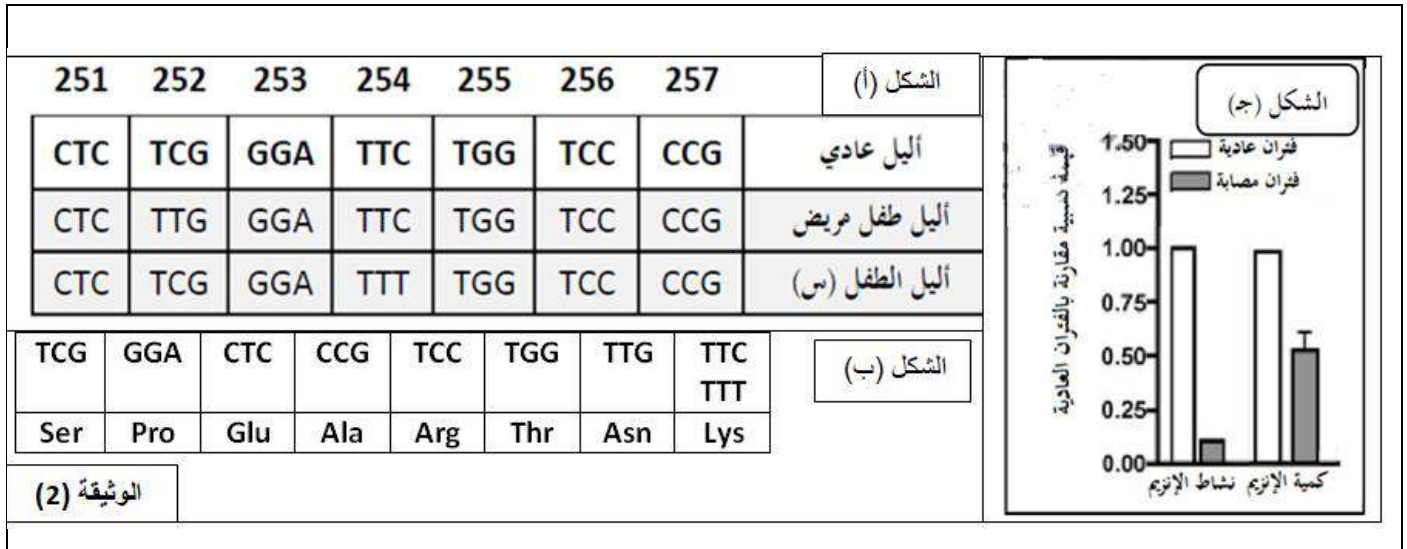 251 252 253 254 255 256 257 الشكل (أ)
CTC TCG GGA TTC TGG TCC CCG أليل عادي
CTC TTG GGA TTC TGG TCC CCG أليل طفل مريض
CTC TCG GGA TTT TGG TCC CCG أليل الطفل (س)
TCG GGA CTC CCG TCC TGG TTG TTC الشكل (ب)
TTT
Ser Pro Glu Ala Arg Thr Asn Lys
الوثيقة (2)
الشكل (ج)
فئران عادية
فئران مصابة
قيمة نسبية مقارنة بالفئران العادية
1.50
1.25
1.00
0.75
0.50
0.25
0.00
نشاط الإنزيم كمية الإنزيم